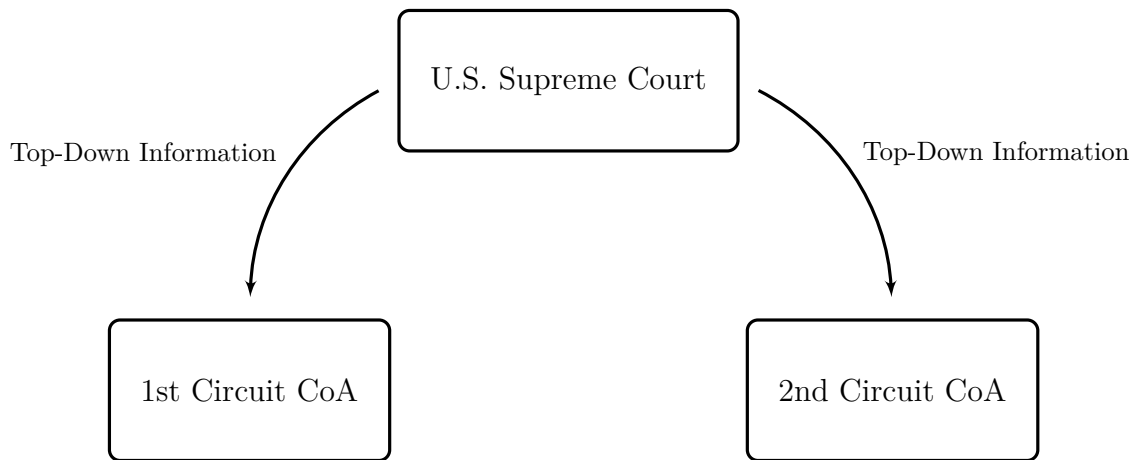 U.S. Supreme Court
Top-Down Information
Top-Down Information
1st Circuit CoA
2nd Circuit CoA